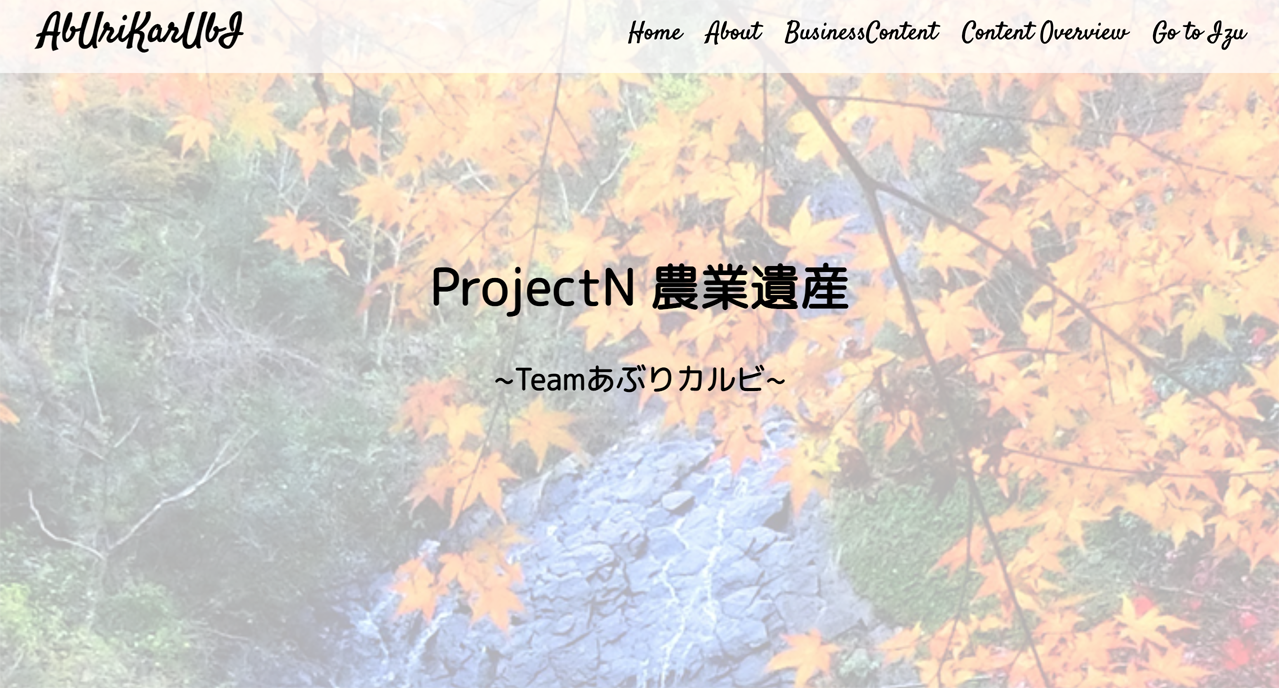 AbUriKarUbI
Home About BusinessContent Content Overview Go to Izu
ProjectN 農業遺産
~Teamあぶりカルビ~